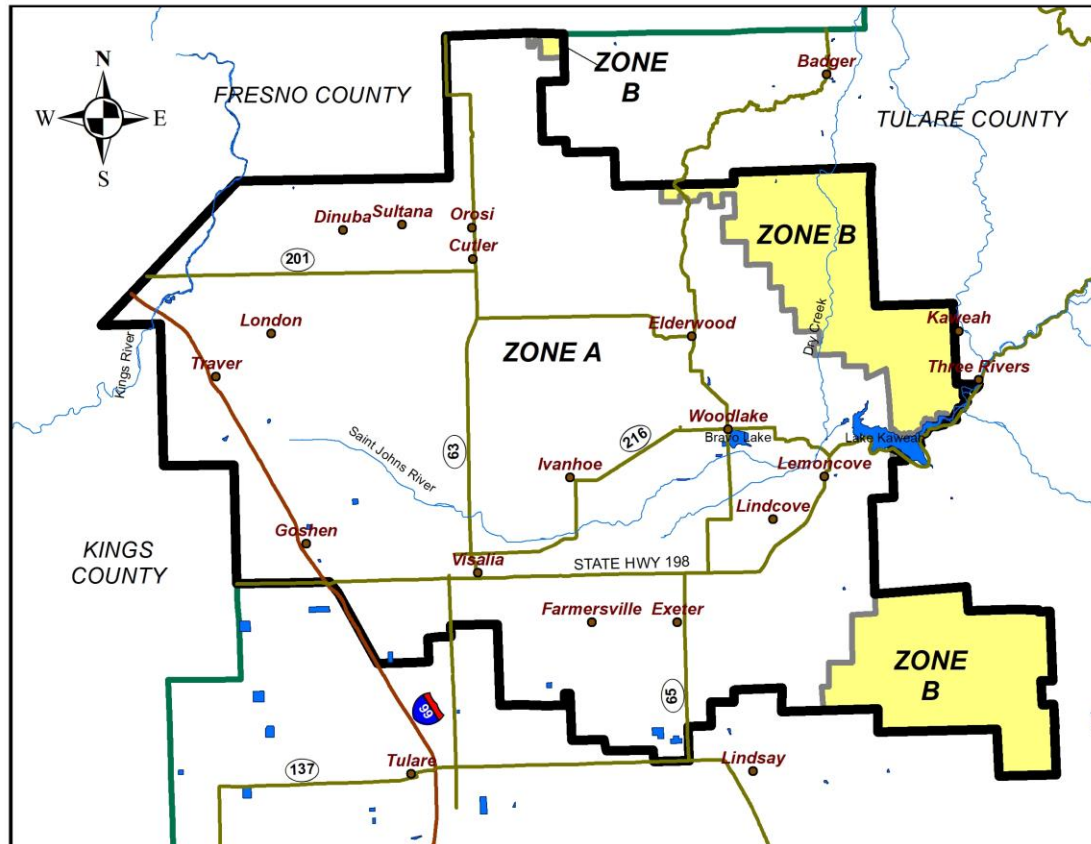 N
W
E
S
FRESNO COUNTY
ZONE
B
Badger
TULARE COUNTY
Dinuba
Sultana
Orosi
Cutler
201
ZONE B
London
Traver
Kings River
ZONE A
Elderwood
Dry Creek
Kaweah
Three Rivers
Woodlake
Bravo Lake
Lake Kaweah
Saint Johns River
63
216
Ivanhoe
Lemoncove
Lindcove
Goshen
KINGS
COUNTY
Visalia
STATE HWY 198
Farmersville
Exeter
ZONE
B
65
99
Tulare
137
Lindsay